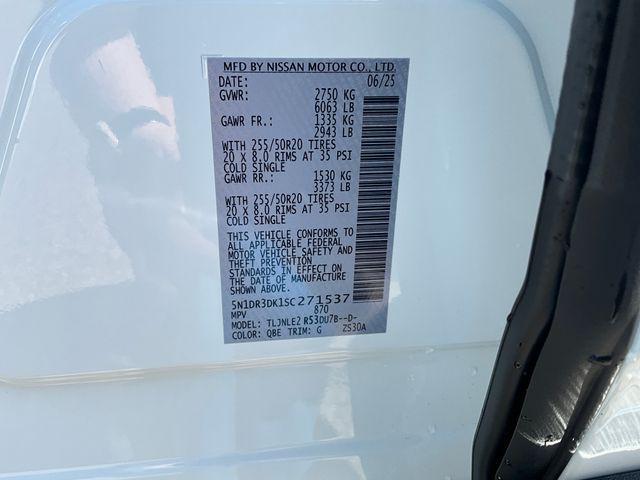 MFD BY NISSAN MOTOR CO., LTD.
DATE: 06/25
GVWR: 2750 KG
6063 LB
GAWR FR.: 1335 KG
2943 LB
WITH 255/50R20 TIRES
20 X 8.0 RIMS AT 35 PSI
COLD SINGLE
GAWR RR.: 1530 KG
3373 LB
WITH 255/50R20 TIRES
20 X 8.0 RIMS AT 35 PSI
COLD SINGLE
THIS VEHICLE CONFORMS TO
ALL APPLICABLE FEDERAL
MOTOR VEHICLE SAFETY AND
THEFT PREVENTION
STANDARDS IN EFFECT ON
THE DATE OF MANUFACTURE
SHOWN ABOVE.
5N1DR3DK1SC271537
MPV 870
MODEL: TLJNLE2 R53DU7B--D-
COLOR: QBE TRIM: G ZS30A